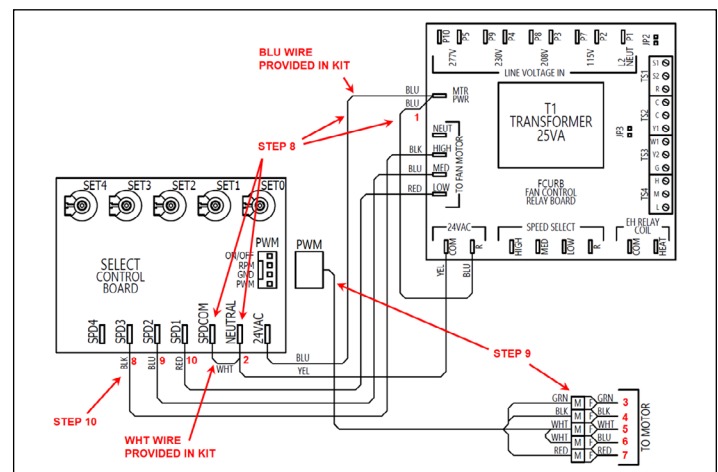 P10
P5
P9
P4
P8
P3
P7
P2
P1
277V
230V
208V
115V
L2
NEUT
JP2
LINE VOLTAGE IN
BLU WIRE
PROVIDED IN KIT
BLU
BLU
1
MTR
PWR
T1
TRANSFORMER
25VA
JP3
S1
S2
R
TS1
C
C
Y1
TS2
W1
Y2
G
TS3
H
M
L
TS4
STEP 8
NEUT
BLK
HIGH
BLU
MED
RED
LOW
TO FAN MOTOR
FCURB
FAN CONTROL
RELAY BOARD
SET4
SET3
SET2
SET1
SET0
24VAC
COM
R
SPEED SELECT
HIGH
MED
LOW
R
EH RELAY
COIL
COM
HEAT
YEL
BLU
PWM
ON/OFF
RPM
GND
PWM
PWM
SELECT
CONTROL
BOARD
SPD4
SPD3
SPD2
SPD1
SPDCOM
NEUTRAL
24VAC
BLK
8
BLU
9
RED
10
WHT
2
BLU
YEL
STEP 9
STEP 10
WHT WIRE
PROVIDED IN KIT
GRN M F GRN 3
BLK M F BLK 4
WHT M F WHT 5
WHT M F BLU 6
RED M F RED 7
TO MOTOR